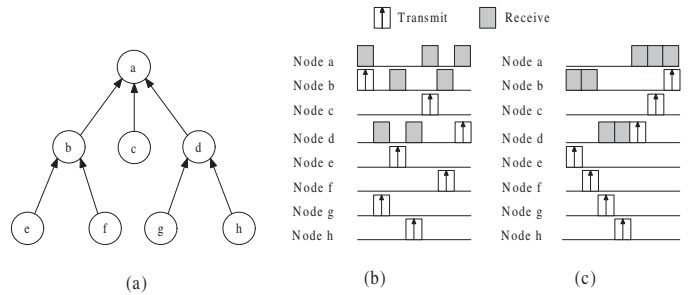 Transmit Receive
a
b
c
d
e
f
g
h
(a)
Node a
Node b
Node c
Node d
Node e
Node f
Node g
Node h
(b)
Node a
Node b
Node c
Node d
Node e
Node f
Node g
Node h
(c)